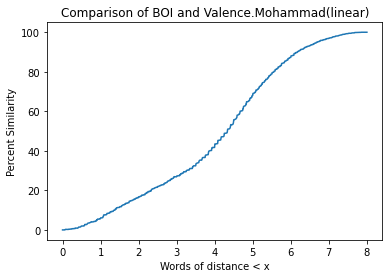 Comparison of BOI and Valence.Mohammad(linear)
Percent Similarity
100
80
60
40
20
0
0 1 2 3 4 5 6 7 8
Words of distance < x